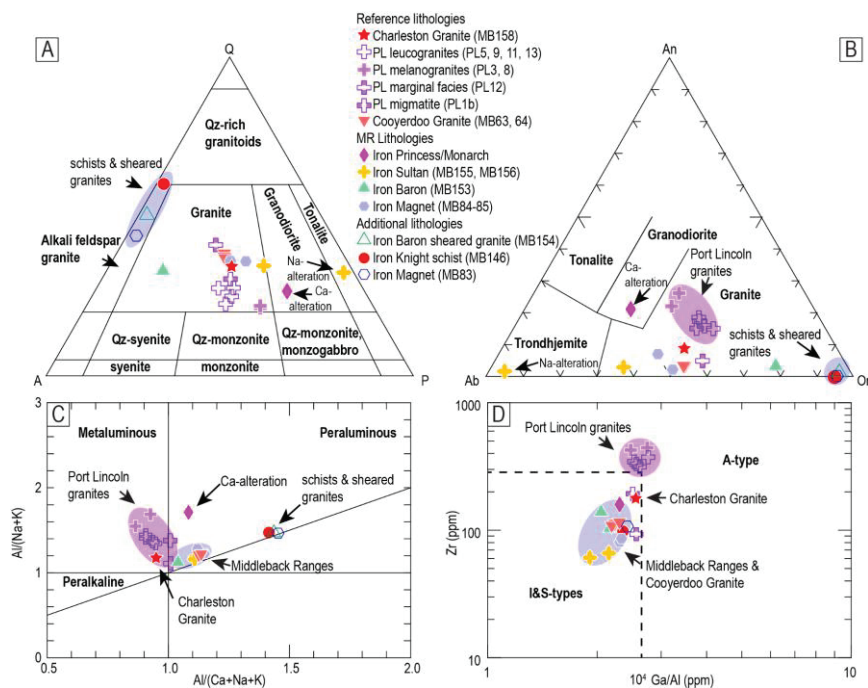 A
Q
Qz-rich
granitoids
schists & sheared
granites
Granite
Granodiorite
Tonalite
Alkali feldspar
granite
Na-
alteration
Ca-
alteration
Qz-syenite
Qz-monzonite
Qz-monzonite,
monzogabbro
syenite
monzonite
A
P
Reference lithologies
Charleston Granite (MB158)
PL leucogranites (PL5, 9, 11, 13)
PL melanogranites (PL3, 8)
PL marginal facies (PL12)
PL migmatite (PL1b)
Cooyerdoo Granite (MB63, 64)
MR Lithologies
Iron Princess/Monarch
Iron Sultan (MB155, MB156)
Iron Baron (MB153)
Iron Magnet (MB84-85)
Additional lithologies
Iron Baron sheared granite (MB154)
Iron Knight schist (MB146)
Iron Magnet (MB83)
B
An
Granodiorite
Tonalite
Port Lincoln
granites
Ca-
alteration
Granite
Trondhjemite
schists & sheared
granites
Na-alteration
Ab
Or
C
3
Metaluminous
Peraluminous
Port Lincoln
granites
Ca-alteration
schists & sheared
granites
2
Al/(Na+K)
1
Middleback Ranges
Peralkaline
Charleston
Granite
0
0.5
1.0
1.5
2.0
Al/(Ca+Na+K)
D
1000
Port Lincoln granites
A-type
Charleston Granite
Zr (ppm)
100
Middleback Ranges &
Cooyerdoo Granite
I&S-types
10
1
10
10⁴ Ga/Al (ppm)